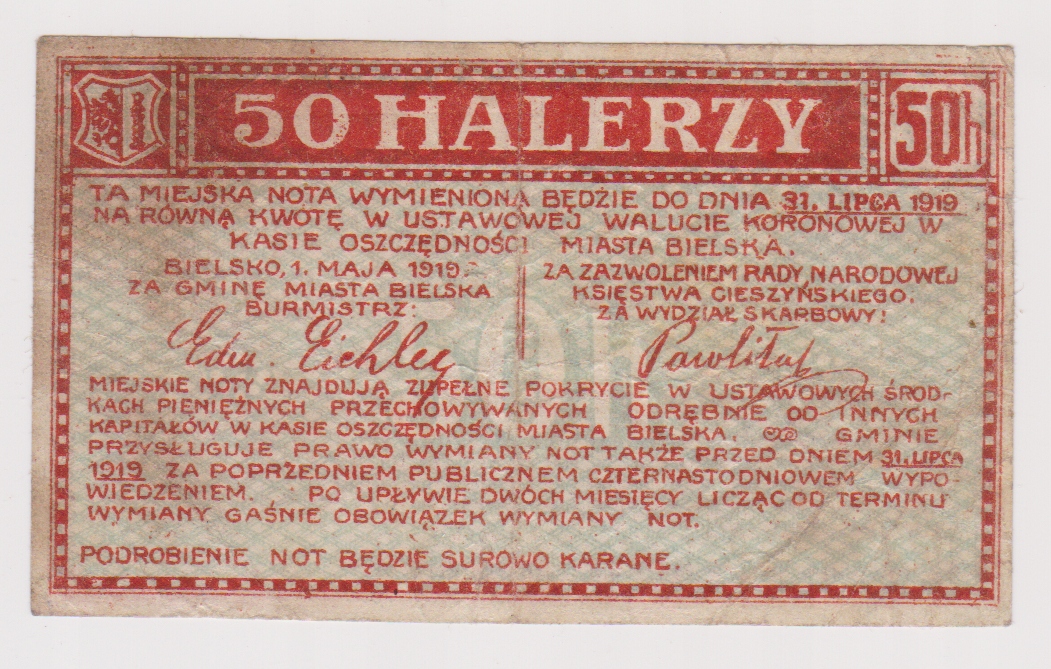 50 HALERZY
50h
TA MIEJSKA NOTA WYMIENIONA BĘDZIE DO DNIA 31. LIPCA 1919
NA RÓWNĄ KWOTĘ W USTAWOWEJ WALUCIE KORONOWEJ W
KASIE OSZCZĘDNOŚCI MIASTA BIELSKA.
BIELSKO, 1. MAJA 1919.
ZA GMINĘ MIASTA BIELSKA
BURMISTRZ:
Edm. Eichler
ZA ZAZWOLENIEM RADY NARODOWEJ
KSIĘSTWA CIESZYŃSKIEGO.
ZA WYDZIAŁ SKARBOWY:
MIEJSKIE NOTY ZNAJDUJĄ ZUPEŁNE POKRYCIE W USTAWOWYCH ŚROD-
KACH PIENIĘŻNYCH PRZECHOWYWANYCH ODRĘBNIE OD INNYCH
KAPITAŁÓW W KASIE OSZCZĘDNOŚCI MIASTA BIELSKA. GMINIE
PRZYSŁUGUJE PRAWO WYMIANY NOT TAKŻE PRZED DNIEM 31. LIPCA
1919 ZA POPRZEDNIEM PUBLICZNEM CZTERNASTODNIOWEM WYPO-
WIEDZENIEM. PO UPŁYWIE DWÓCH MIESIĘCY LICZĄC OD TERMINU
WYMIANY GAŚNIE OBOWIĄZEK WYMIANY NOT.
PODROBIENIE NOT BĘDZIE SUROWO KARANE.